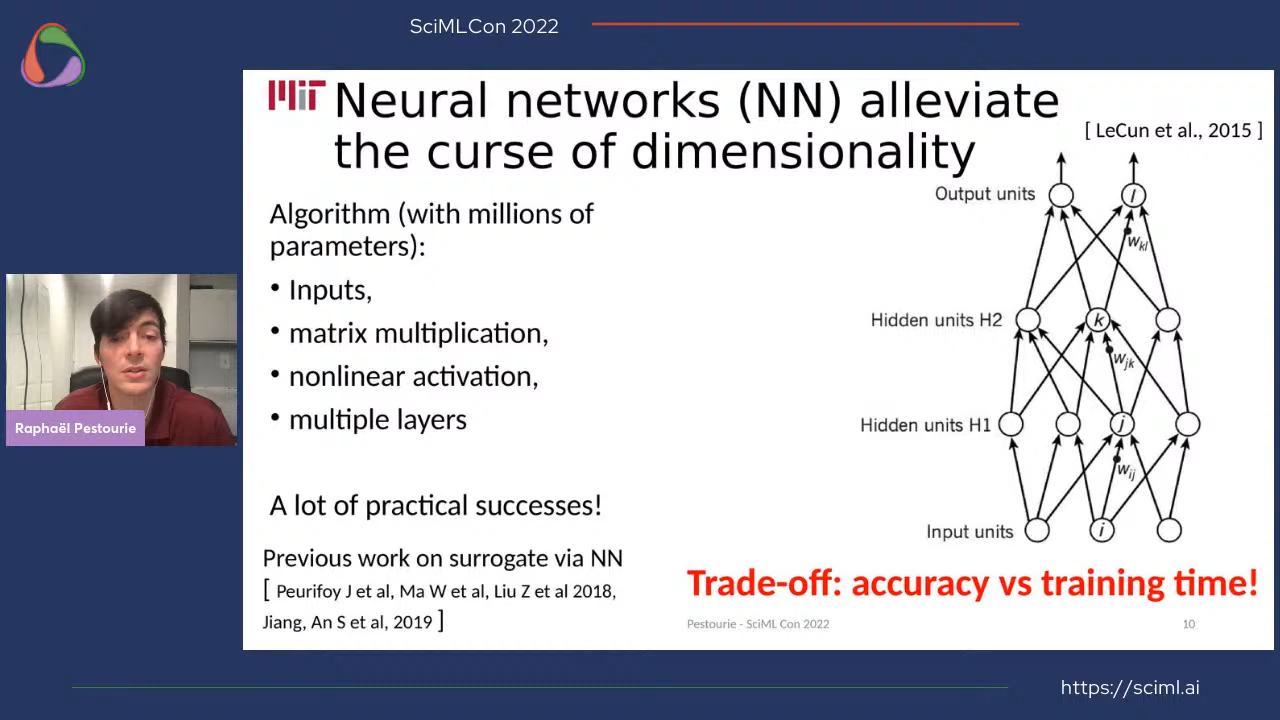 SciMLCon 2022
MIT
Neural networks (NN) alleviate
the curse of dimensionality
[ LeCun et al., 2015 ]
Algorithm (with millions of
parameters):
• Inputs,
• matrix multiplication,
• nonlinear activation,
• multiple layers
A lot of practical successes!
Previous work on surrogate via NN
[ Peurifoy J et al, Ma W et al, Liu Z et al 2018,
Jiang, An S et al, 2019 ]
Output units
l
wkl
Hidden units H2
k
wjk
Hidden units H1
j
wij
Input units
i
Trade-off: accuracy vs training time!
Pestourie - SciML Con 2022
10
Raphaël Pestourie
https://sciml.ai